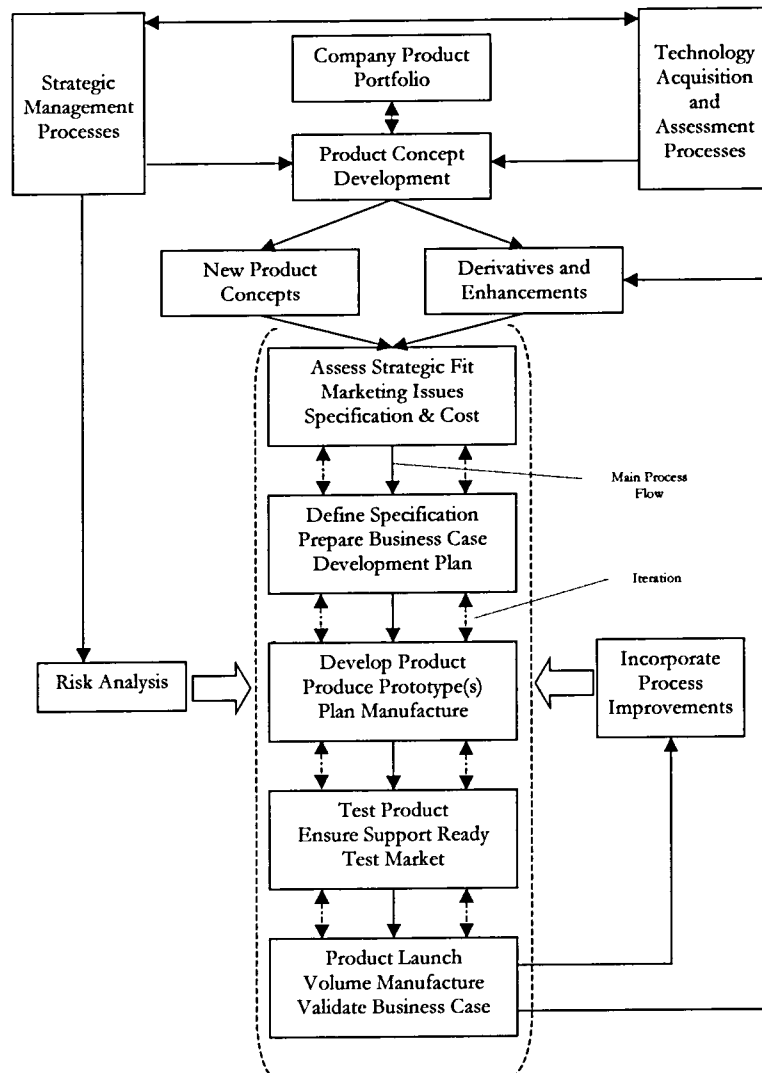 Company Product
Portfolio
Strategic
Management
Processes
Technology
Acquisition
and
Assessment
Processes
Product Concept
Development
New Product
Concepts
Derivatives and
Enhancements
Assess Strategic Fit
Marketing Issues
Specification & Cost
Main Process
Flow
Define Specification
Prepare Business Case
Development Plan
Iteration
Risk Analysis
Develop Product
Produce Prototype(s)
Plan Manufacture
Incorporate
Process
Improvements
Test Product
Ensure Support Ready
Test Market
Product Launch
Volume Manufacture
Validate Business Case